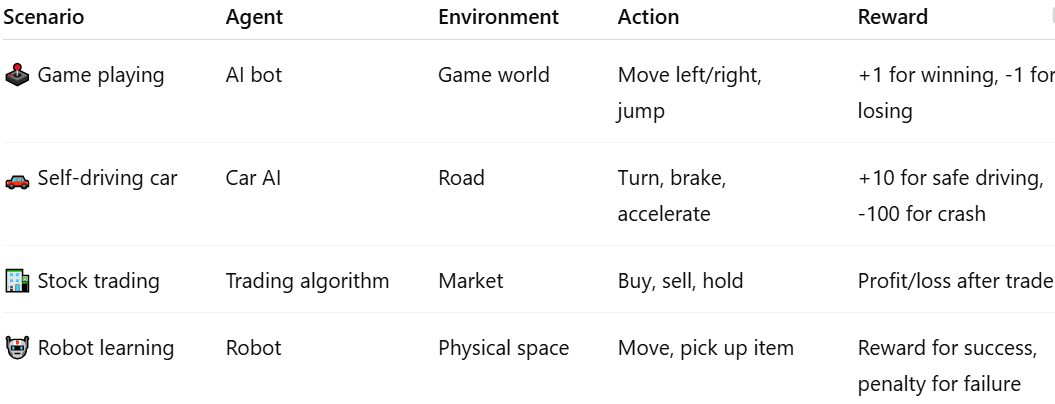 Scenario Agent Environment Action Reward
Game playing AI bot Game world Move left/right, +1 for winning, -1 for
jump losing
Self-driving car Car AI Road Turn, brake, +10 for safe driving,
accelerate -100 for crash
Stock trading Trading algorithm Market Buy, sell, hold Profit/loss after trade
Robot learning Robot Physical space Move, pick up item Reward for success,
penalty for failure